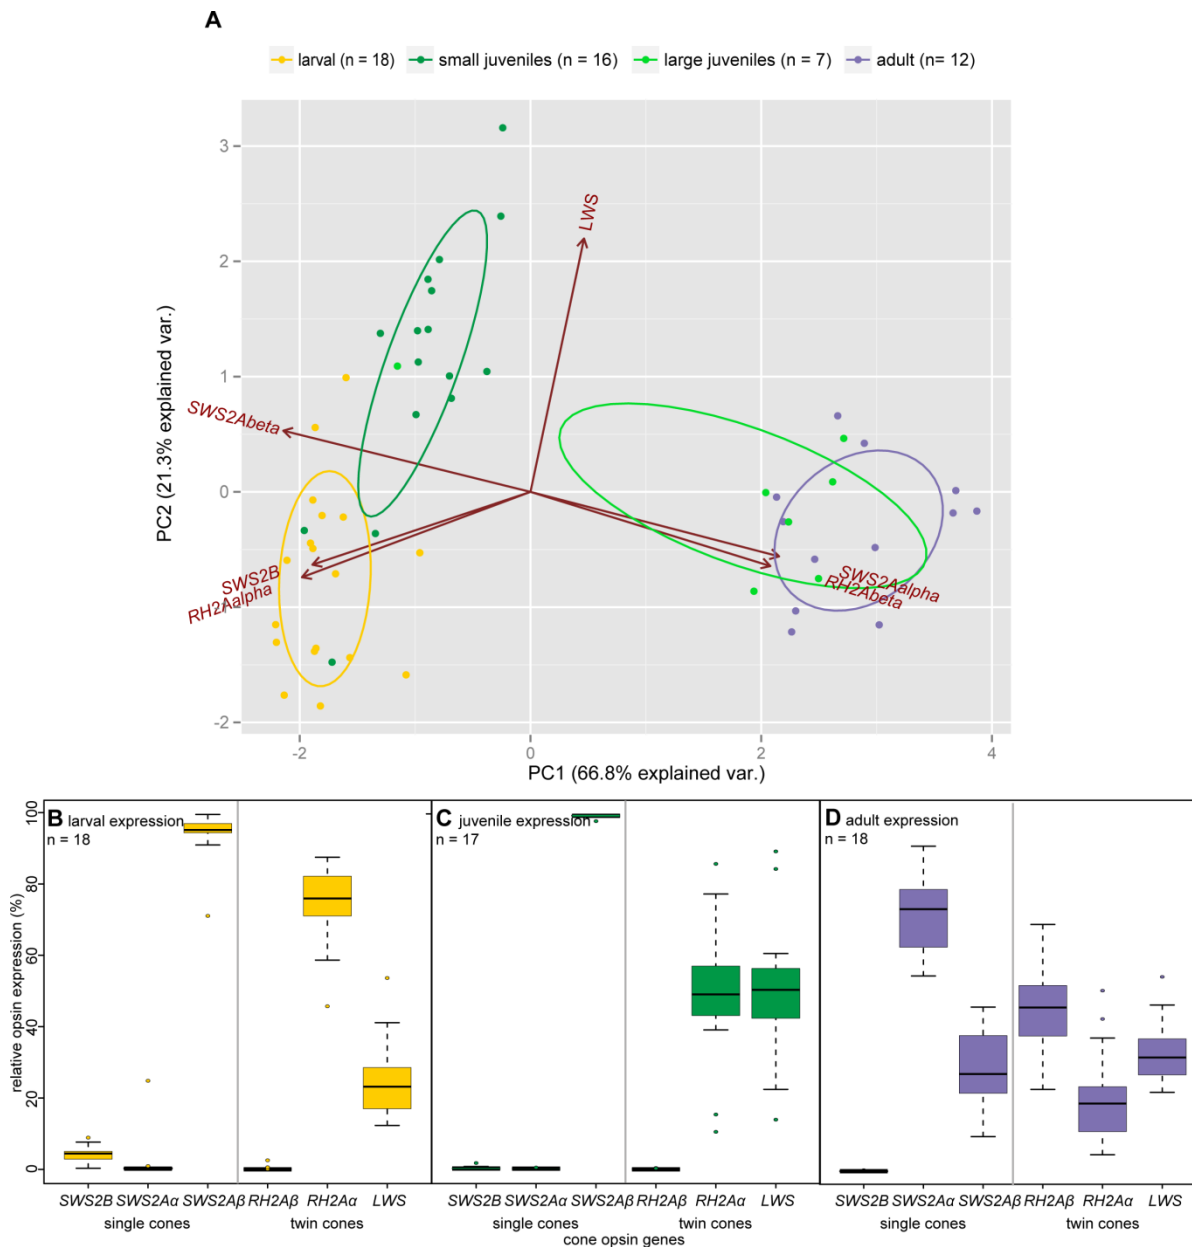 A
larval (n = 18) small juveniles (n = 16) large juveniles (n = 7) adult (n= 12)
PC2 (21.3% explained var.)
3
2
1
0
-1
-2
LWS
SWS2Abeta
SWS2B
RH2Aalpha
SWS2Aalpha
RH2Abeta
-2 0 2 4
PC1 (66.8% explained var.)
relative opsin expression (%)
100
80
60
40
20
0
B larval expression
n = 18
C juvenile expression
n = 17
D adult expression
n = 18
SWS2B SWS2Aα SWS2Aβ RH2Aβ RH2Aα LWS
single cones twin cones
SWS2B SWS2Aα SWS2Aβ RH2Aβ RH2Aα LWS
single cones twin cones
SWS2B SWS2Aα SWS2Aβ RH2Aβ RH2Aα LWS
single cones twin cones
cone opsin genes